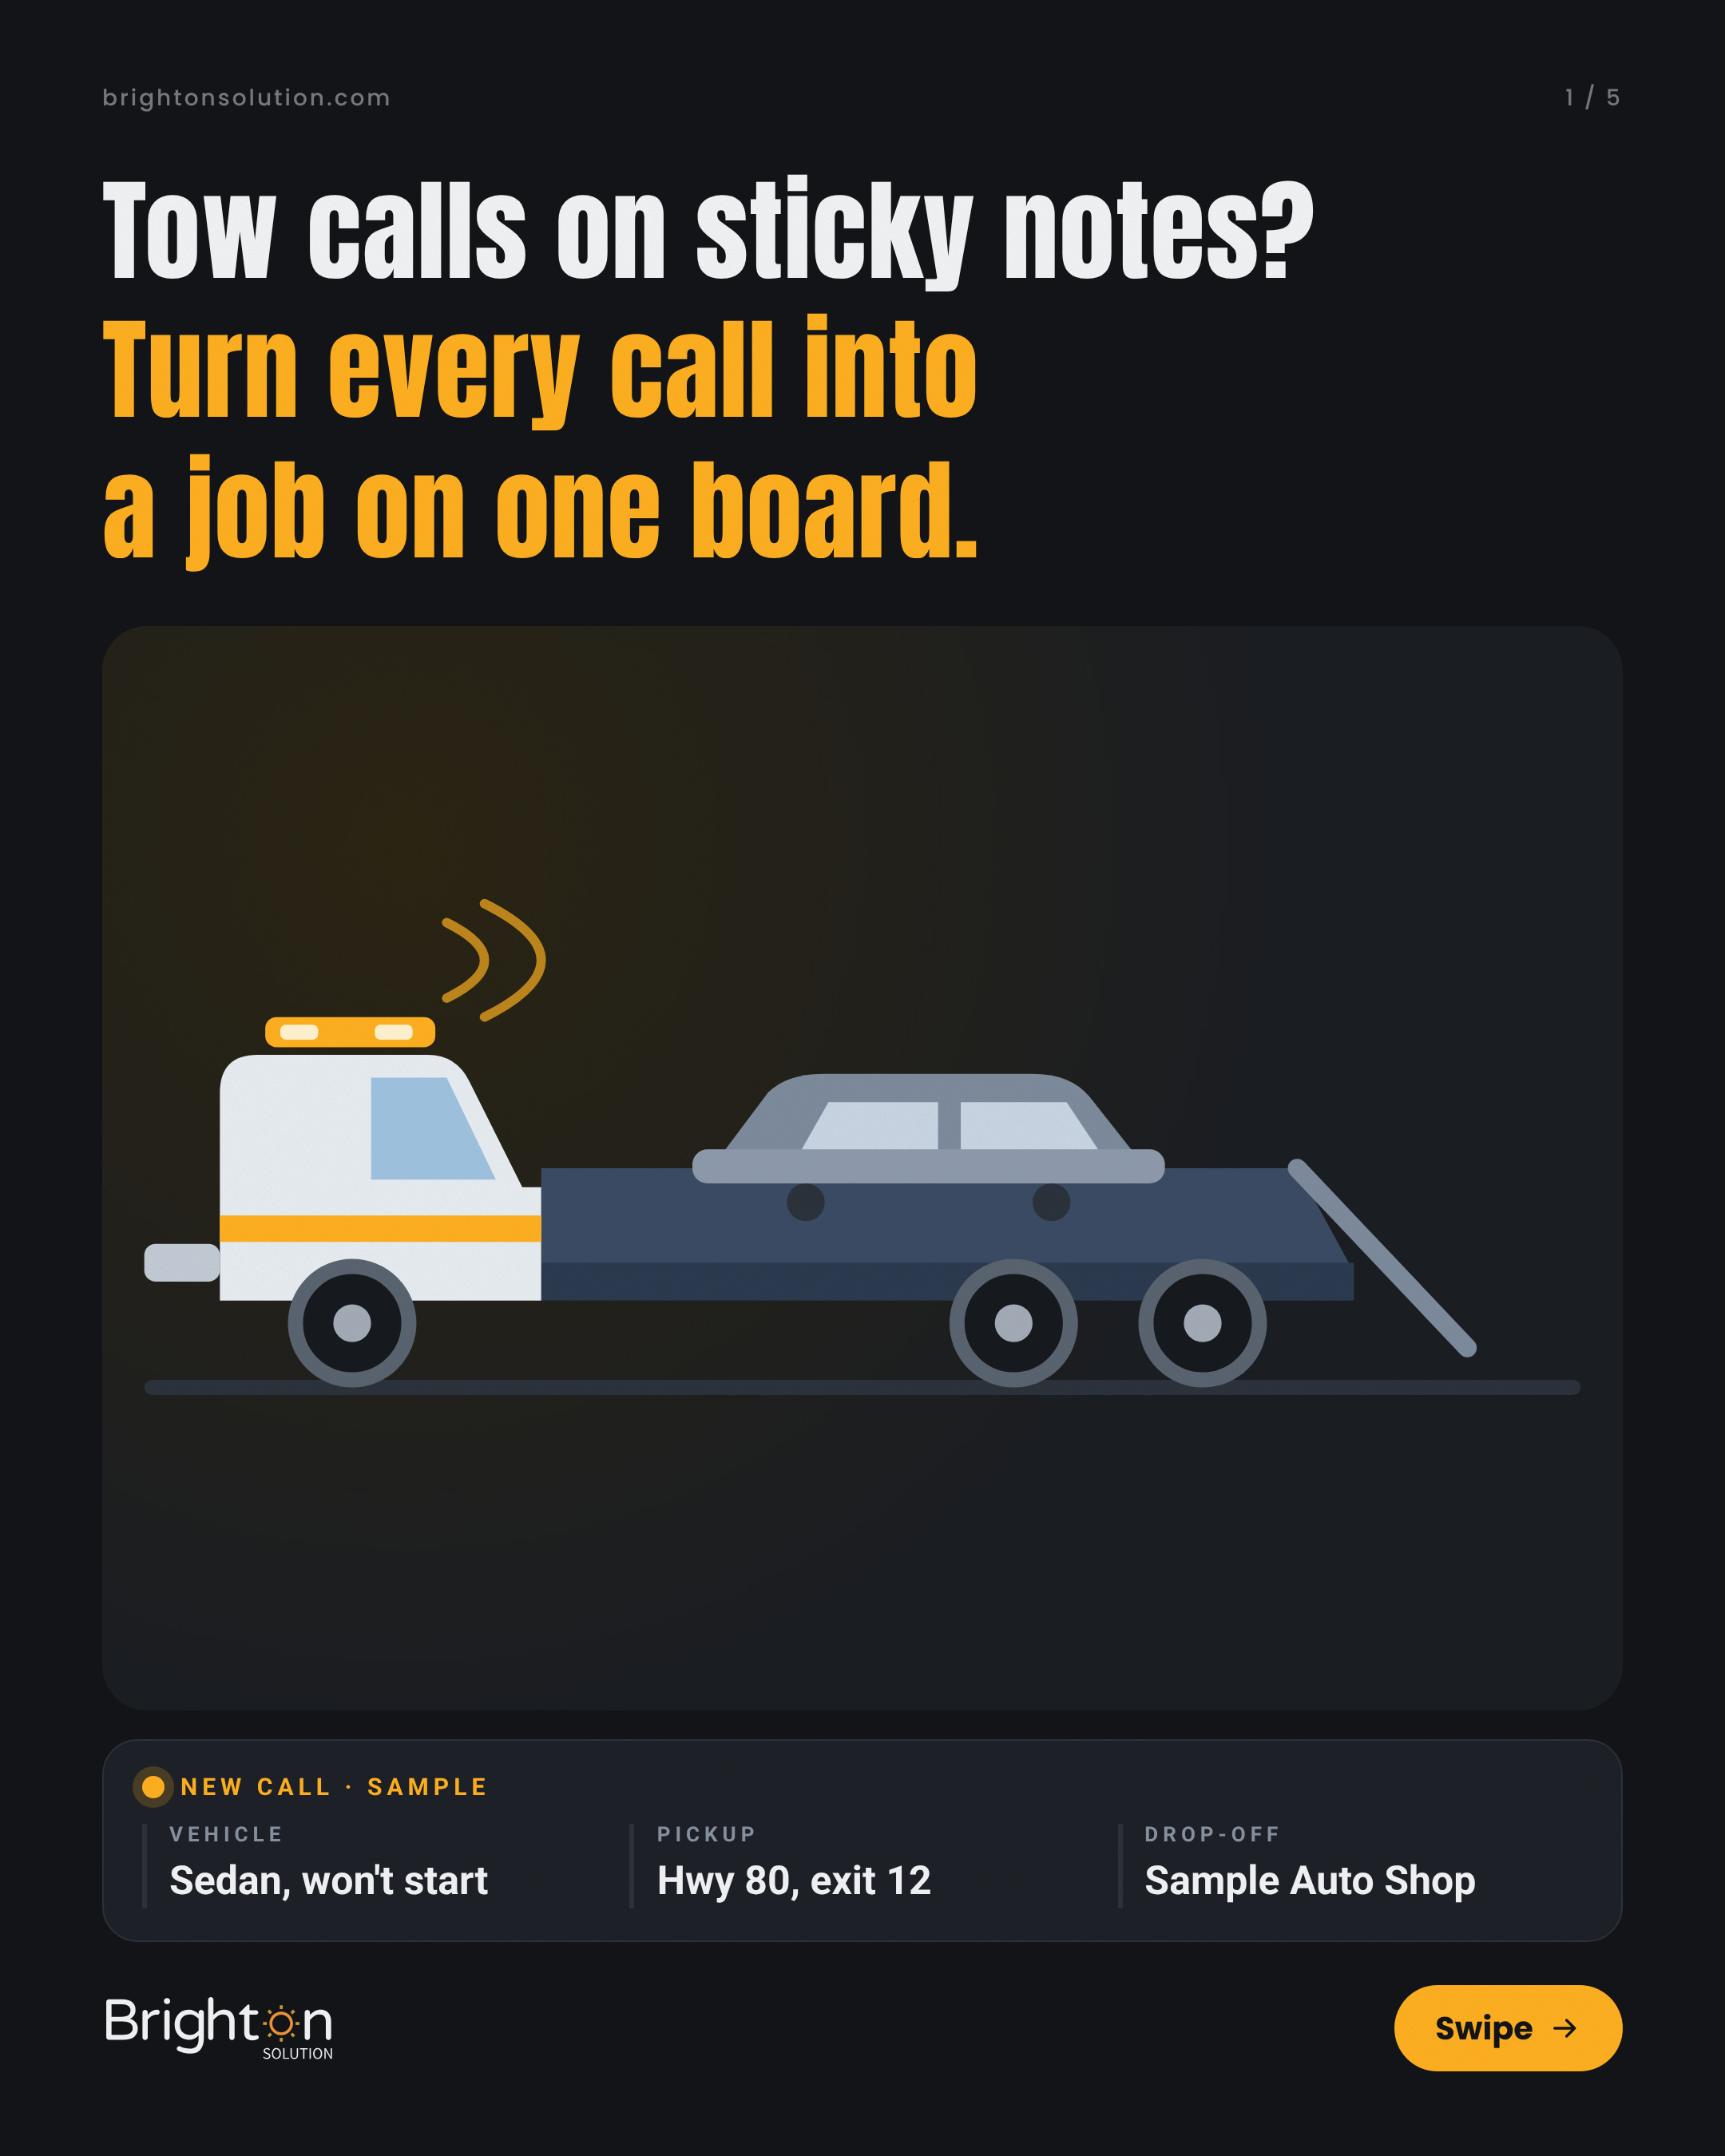 brightonsolution.com
1 / 5
Tow calls on sticky notes?
Turn every call into
a job on one board.
NEW CALL · SAMPLE
VEHICLE
Sedan, won't start
PICKUP
Hwy 80, exit 12
DROP-OFF
Sample Auto Shop
Brighton
SOLUTION
Swipe →